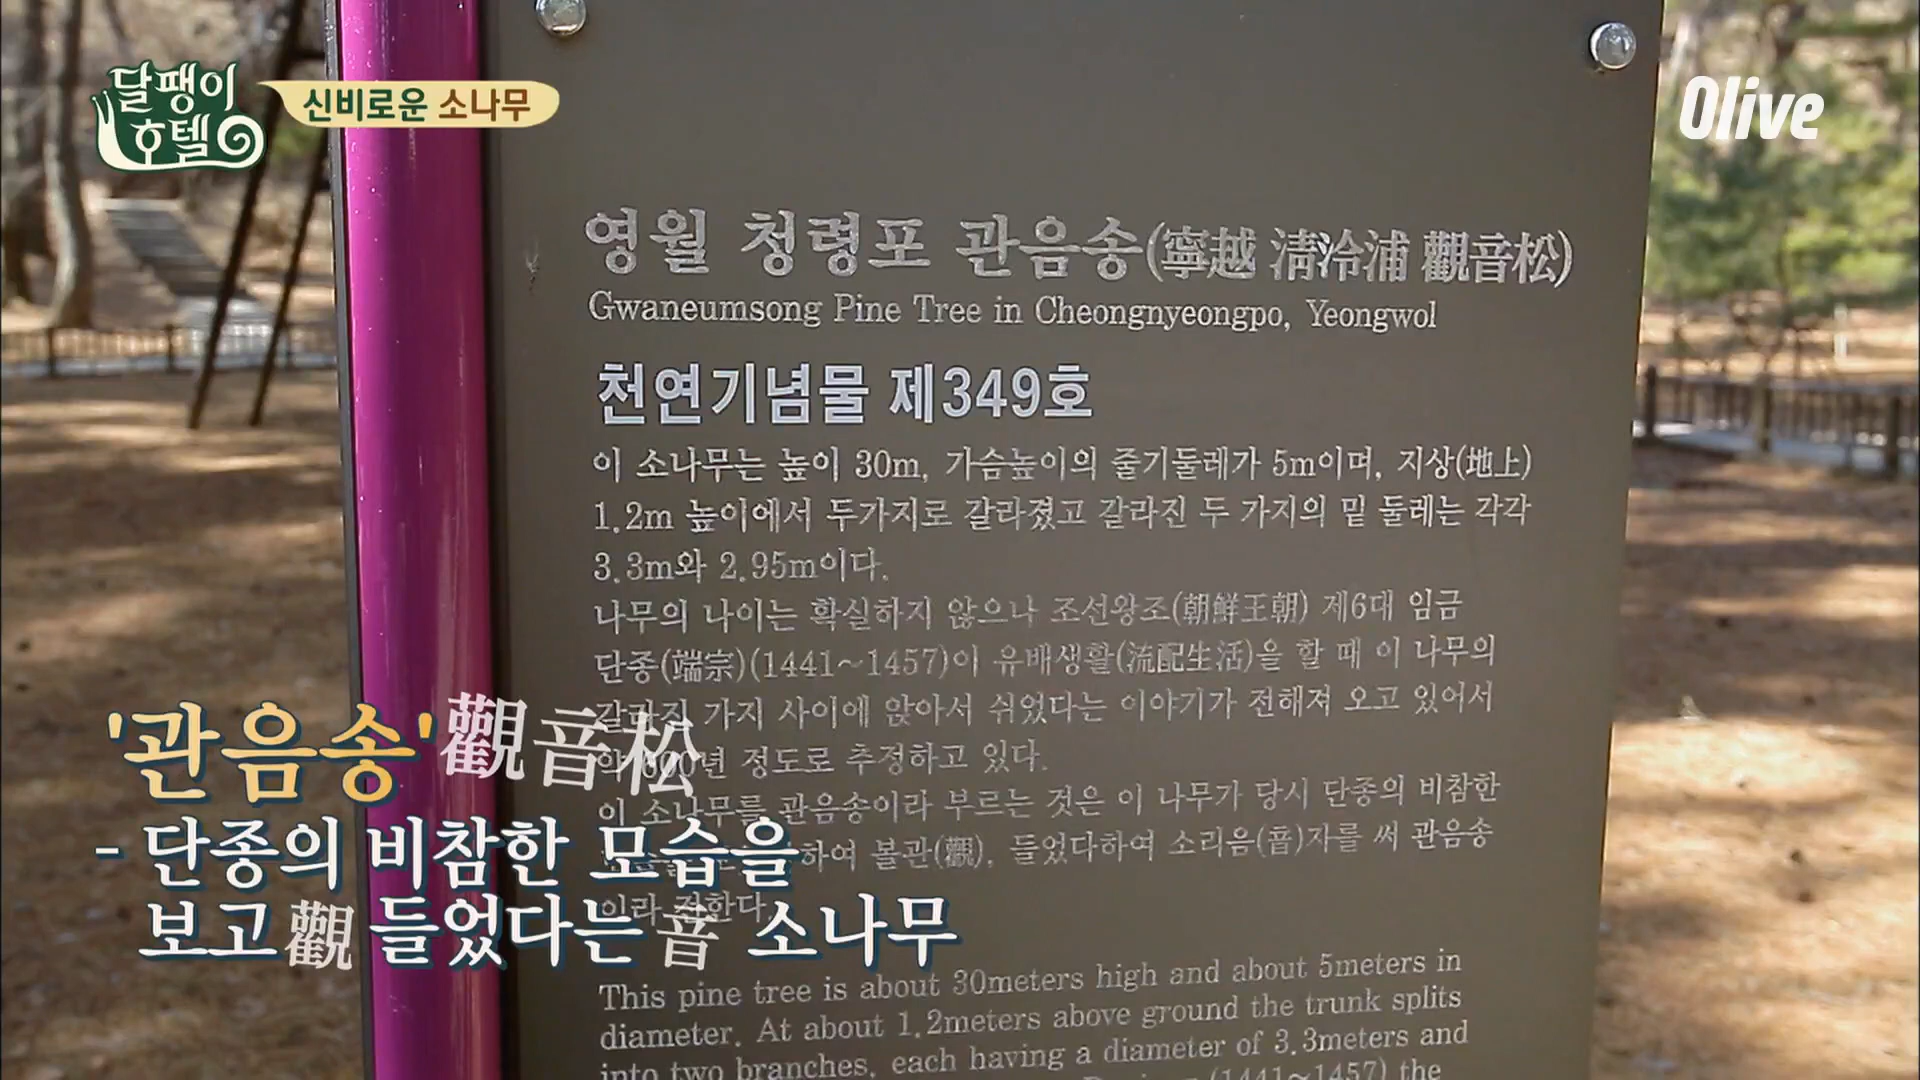 달팽이
호텔
신비로운 소나무
Olive
영월 청령포 관음송(寧越 淸泠浦 觀音松)
Gwaneumsong Pine Tree in Cheongnyeongpo, Yeongwol
천연기념물 제349호
이 소나무는 높이 30m, 가슴높이의 줄기둘레가 5m이며, 지상(地上)
1.2m 높이에서 두가지로 갈라졌고 갈라진 두 가지의 밑 둘레는 각각
3.3m와 2.95m이다.
나무의 나이는 확실하지 않으나 조선왕조(朝鮮王朝) 제6대 임금
단종(端宗)(1441~1457)이 유배생활(流配生活)을 할 때 이 나무의
갈라진 가지 사이에 앉아서 쉬었다는 이야기가 전해져 오고 있어서
600년 정도로 추정하고 있다.
이 소나무를 관음송이라 부르는 것은 이 나무가 당시 단종의 비참한
하여 볼관(觀), 들었다하여 소리음(音)자를 써 관음송
이라 전한다.
'관음송'觀音松
- 단종의 비참한 모습을
보고觀 들었다는音 소나무
This pine tree is about 30meters high and about 5meters in
diameter. At about 1.2meters above ground the trunk splits
into two branches, each having a diameter of 3.3meters and
(1441~1457) the